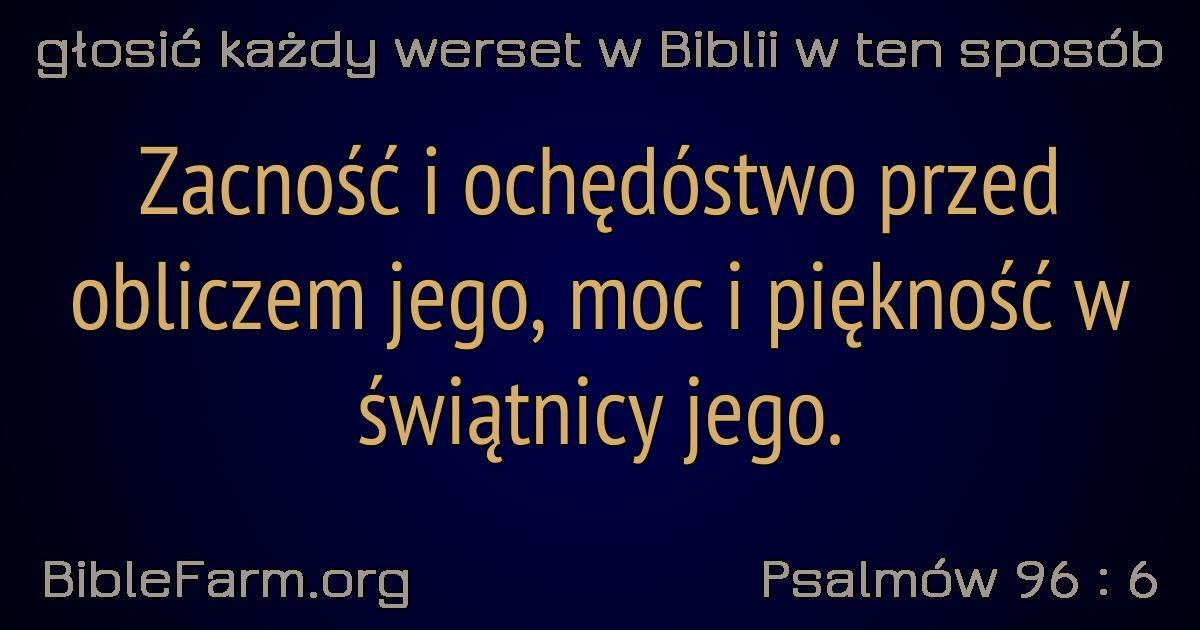 głosić każdy werset w Biblii w ten sposób
Zacność i ochędóstwo przed
obliczem jego, moc i piękność w
świątnicy jego.
BibleFarm.org
Psalmów 96 : 6